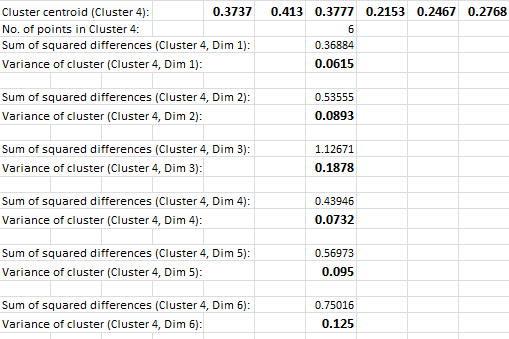 Cluster centroid (Cluster 4): 0.3737 0.413 0.3777 0.2153 0.2467 0.2768
No. of points in Cluster 4: 6
Sum of squared differences (Cluster 4, Dim 1): 0.36884
Variance of cluster (Cluster 4, Dim 1): 0.0615
Sum of squared differences (Cluster 4, Dim 2): 0.53555
Variance of cluster (Cluster 4, Dim 2): 0.0893
Sum of squared differences (Cluster 4, Dim 3): 1.12671
Variance of cluster (Cluster 4, Dim 3): 0.1878
Sum of squared differences (Cluster 4, Dim 4): 0.43946
Variance of cluster (Cluster 4, Dim 4): 0.0732
Sum of squared differences (Cluster 4, Dim 5): 0.56973
Variance of cluster (Cluster 4, Dim 5): 0.095
Sum of squared differences (Cluster 4, Dim 6): 0.75016
Variance of cluster (Cluster 4, Dim 6): 0.125